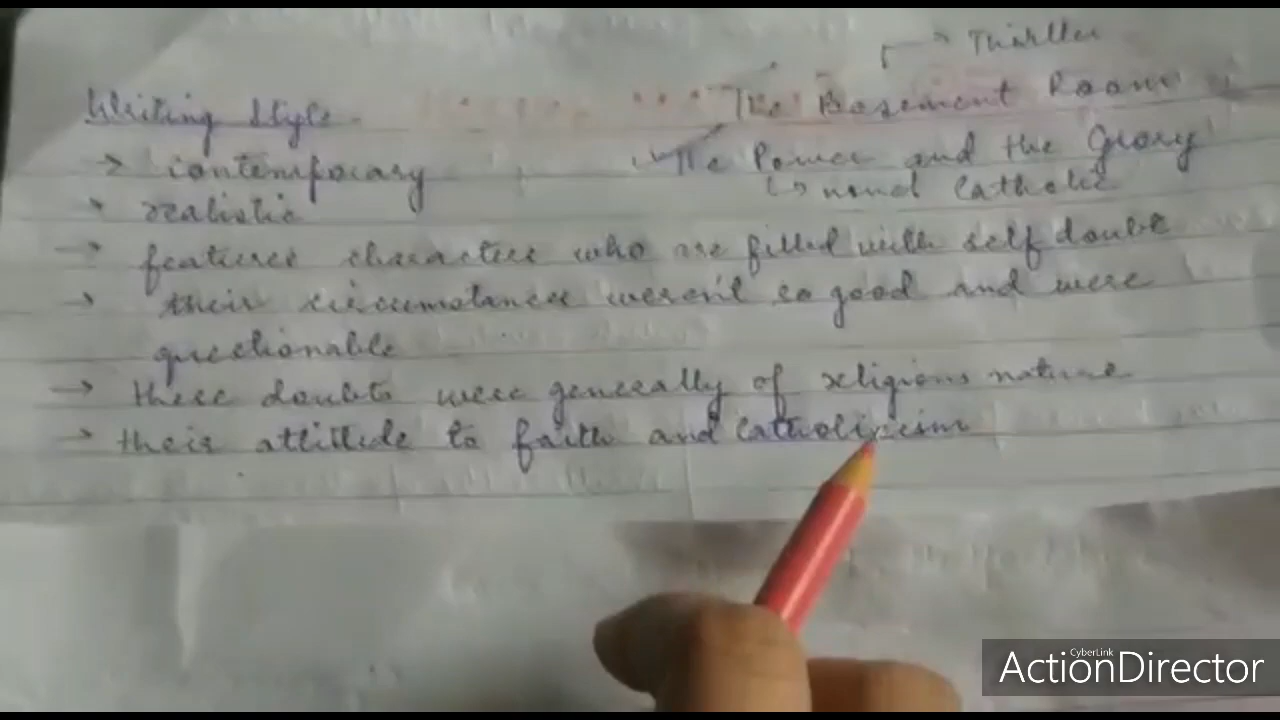 Thirller
Writing Style
The Basement Room
→ contemporary
The Power and the Glory
→ realistic
↳ novel Catholic
→ features characters who are filled with self doubt
→ their circumstances weren't so good and were
questionable
→ these doubts were generally of religious nature
→ their attitude to faith and Catholicism
CyberLink
ActionDirector